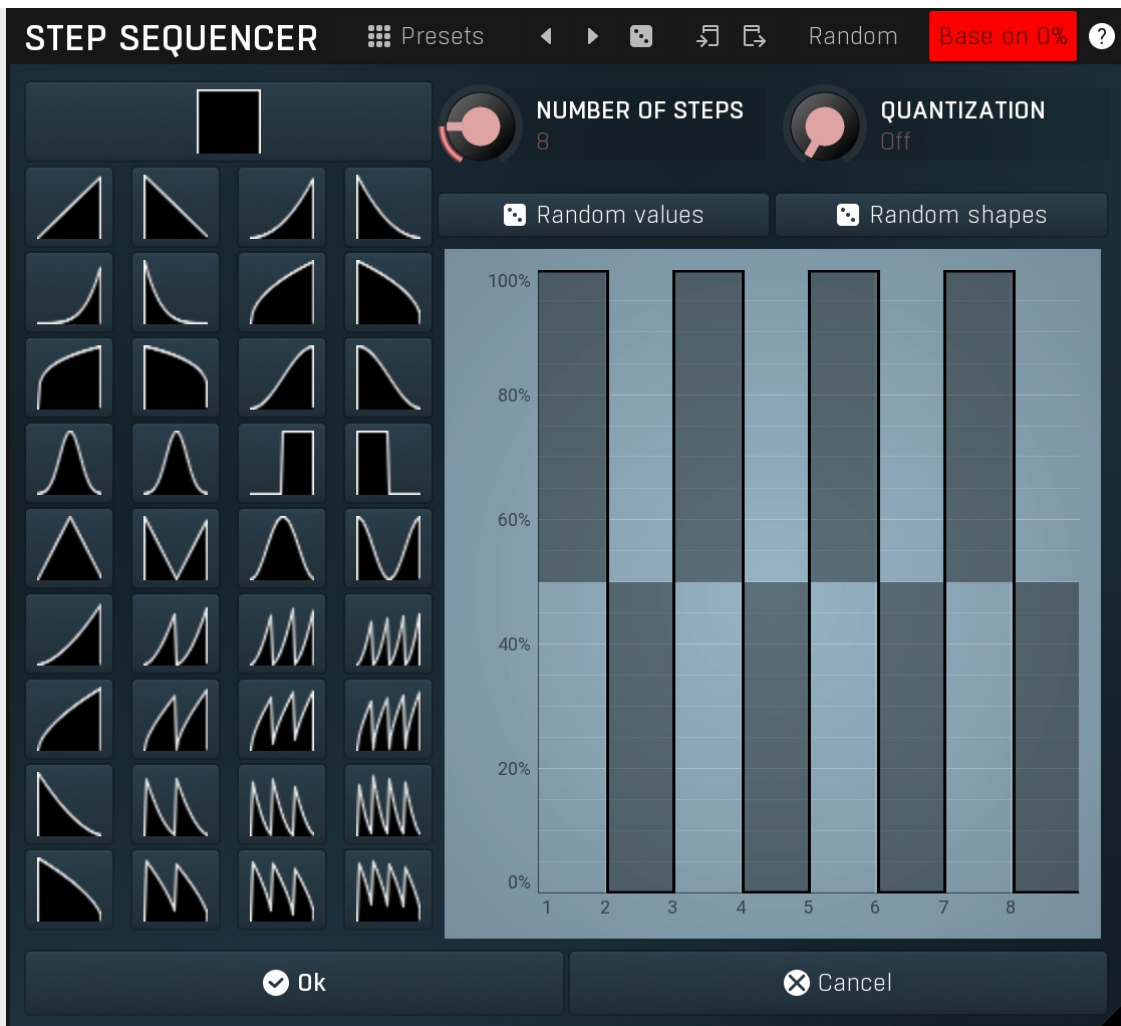 STEP SEQUENCER Presets Random Base on 0% ?
NUMBER OF STEPS
8
QUANTIZATION
Off
Random values
Random shapes
100%
80%
60%
40%
20%
0%
1 2 3 4 5 6 7 8
Ok
Cancel